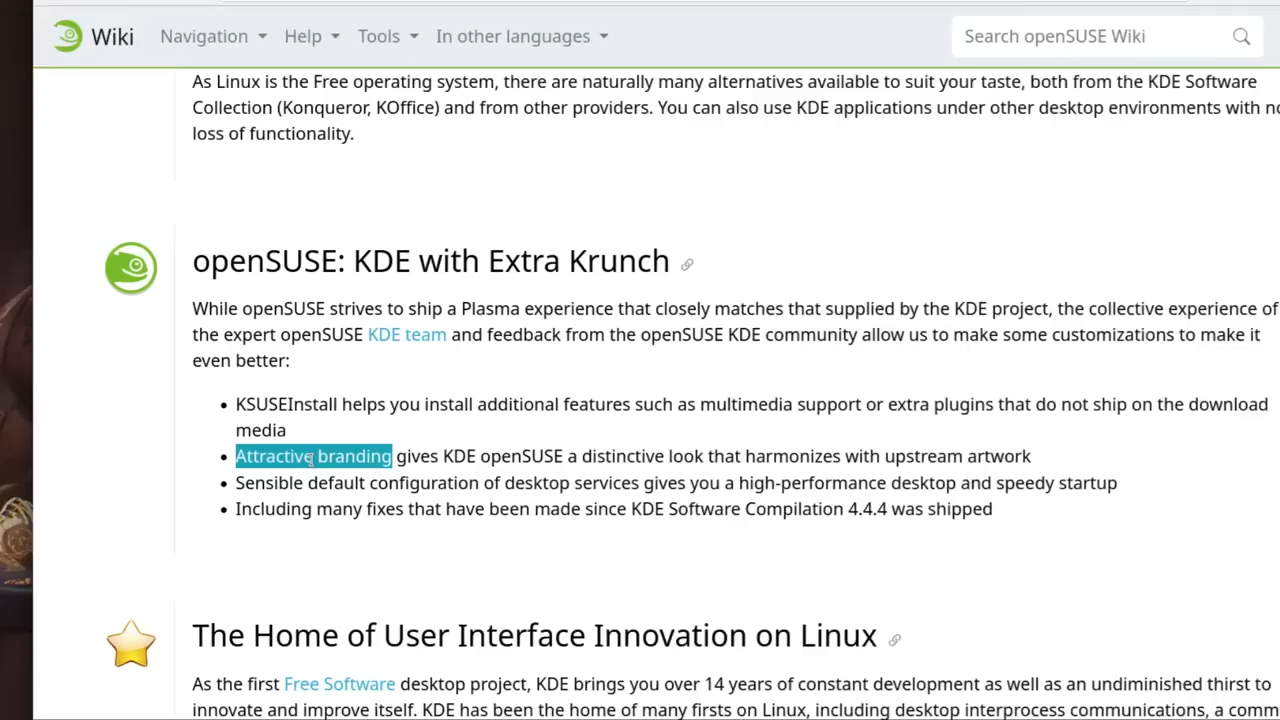 Wiki Navigation Help Tools In other languages Search openSUSE Wiki
As Linux is the Free operating system, there are naturally many alternatives available to suit your taste, both from the KDE Software
Collection (Konqueror, KOffice) and from other providers. You can also use KDE applications under other desktop environments with no
loss of functionality.
openSUSE: KDE with Extra Krunch
While openSUSE strives to ship a Plasma experience that closely matches that supplied by the KDE project, the collective experience of
the expert openSUSE KDE team and feedback from the openSUSE KDE community allow us to make some customizations to make it
even better:
• KSUSEInstall helps you install additional features such as multimedia support or extra plugins that do not ship on the download
media
• Attractive branding gives KDE openSUSE a distinctive look that harmonizes with upstream artwork
• Sensible default configuration of desktop services gives you a high-performance desktop and speedy startup
• Including many fixes that have been made since KDE Software Compilation 4.4.4 was shipped
The Home of User Interface Innovation on Linux
As the first Free Software desktop project, KDE brings you over 14 years of constant development as well as an undiminished thirst to
innovate and improve itself. KDE has been the home of many firsts on Linux, including desktop interprocess communications, a comm